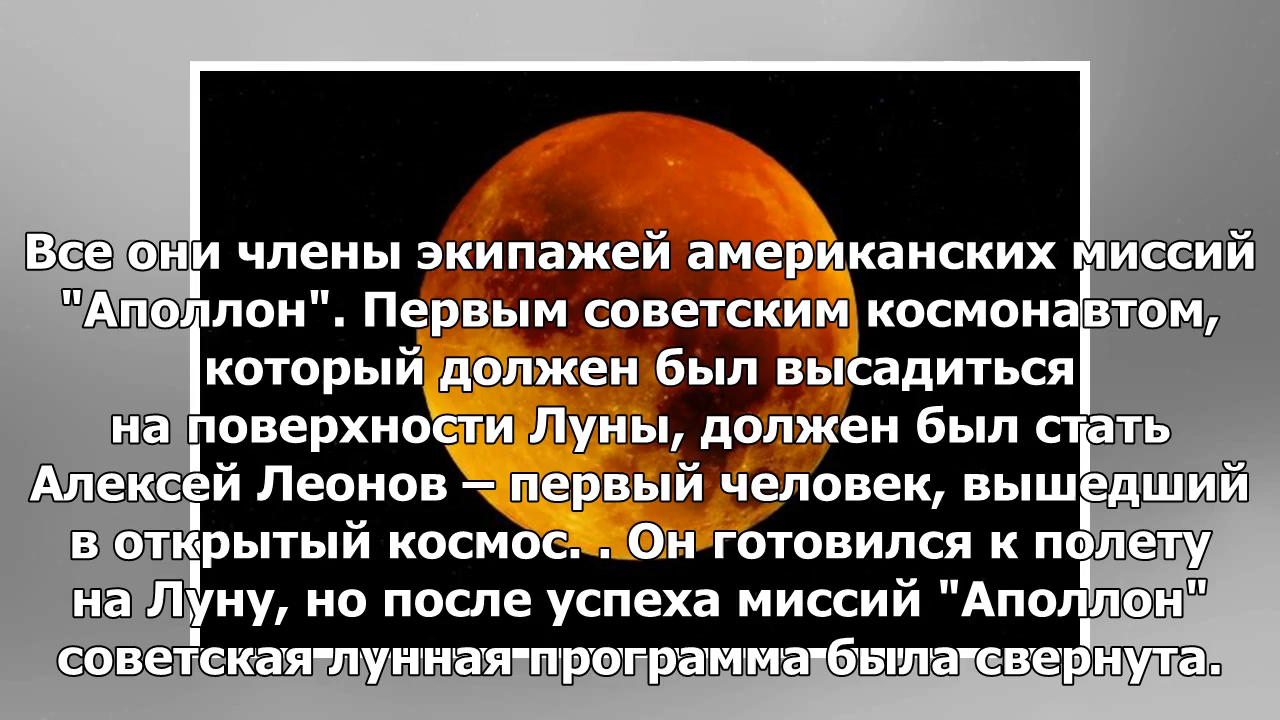 Все они члены экипажей американских миссий
"Аполлон". Первым советским космонавтом,
который должен был высадиться
на поверхности Луны, должен был стать
Алексей Леонов – первый человек, вышедший
в открытый космос. . Он готовился к полету
на Луну, но после успеха миссий "Аполлон"
советская лунная программа была свернута.